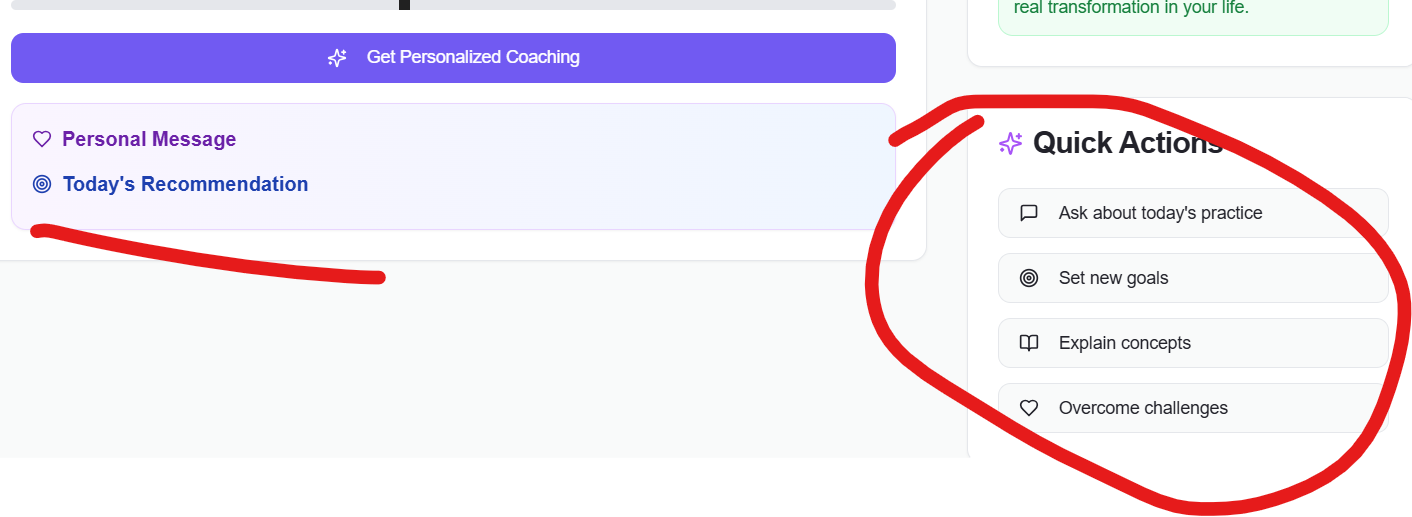 real transformation in your life.
Get Personalized Coaching
Personal Message
Today's Recommendation
Quick Actions
Ask about today's practice
Set new goals
Explain concepts
Overcome challenges